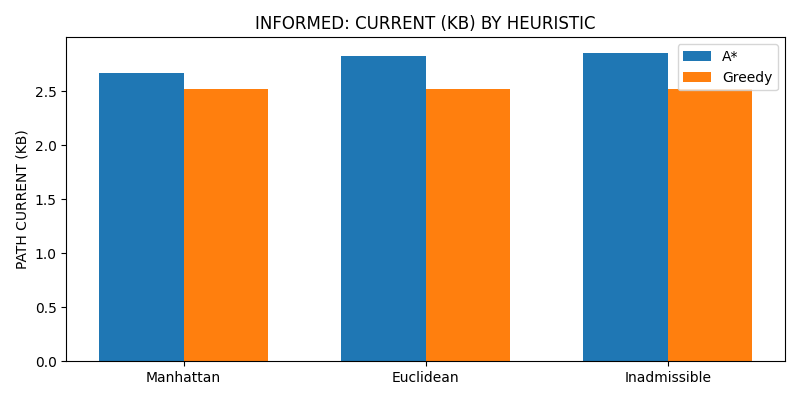 INFORMED: CURRENT (KB) BY HEURISTIC
A*
Greedy
PATH CURRENT (KB)
2.5
2.0
1.5
1.0
0.5
0.0
Manhattan
Euclidean
Inadmissible